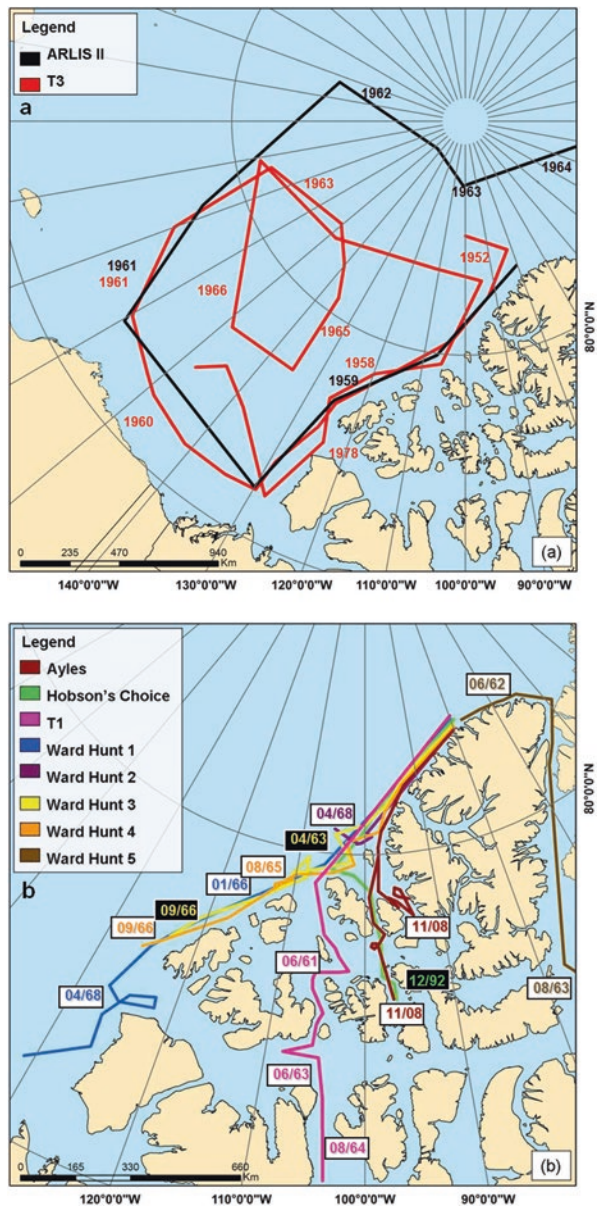 Legend
ARLIS II
T3
a
1962
1964
1963
1963
1952
1961
1961
1966
1965
1958
1959
1960
1978
80°0'0"N
0 235 470 940
Km
(a)
140°0'0"W 130°0'0"W 120°0'0"W 110°0'0"W 100°0'0"W 90°0'0"W
Legend
Ayles
Hobson's Choice
T1
Ward Hunt 1
Ward Hunt 2
Ward Hunt 3
Ward Hunt 4
Ward Hunt 5
b
06/62
80°0'0"N
04/68
04/63
08/65
01/66
09/66
09/66
11/08
06/61
12/92
04/68
08/63
11/08
06/63
08/64
0 165 330 660
Km
(b)
120°0'0"W 110°0'0"W 100°0'0"W 90°0'0"W